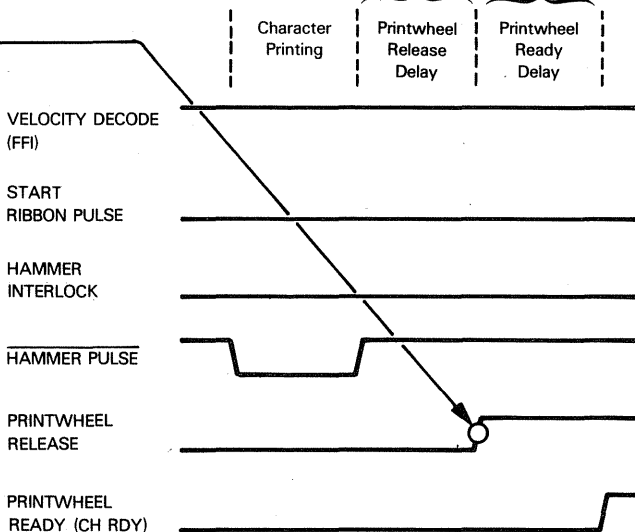 Character
Printing
Printwheel
Release
Delay
Printwheel
Ready
Delay
VELOCITY DECODE
(FFI)
START
RIBBON PULSE
HAMMER
INTERLOCK
HAMMER PULSE
PRINTWHEEL
RELEASE
PRINTWHEEL
READY (CH RDY)